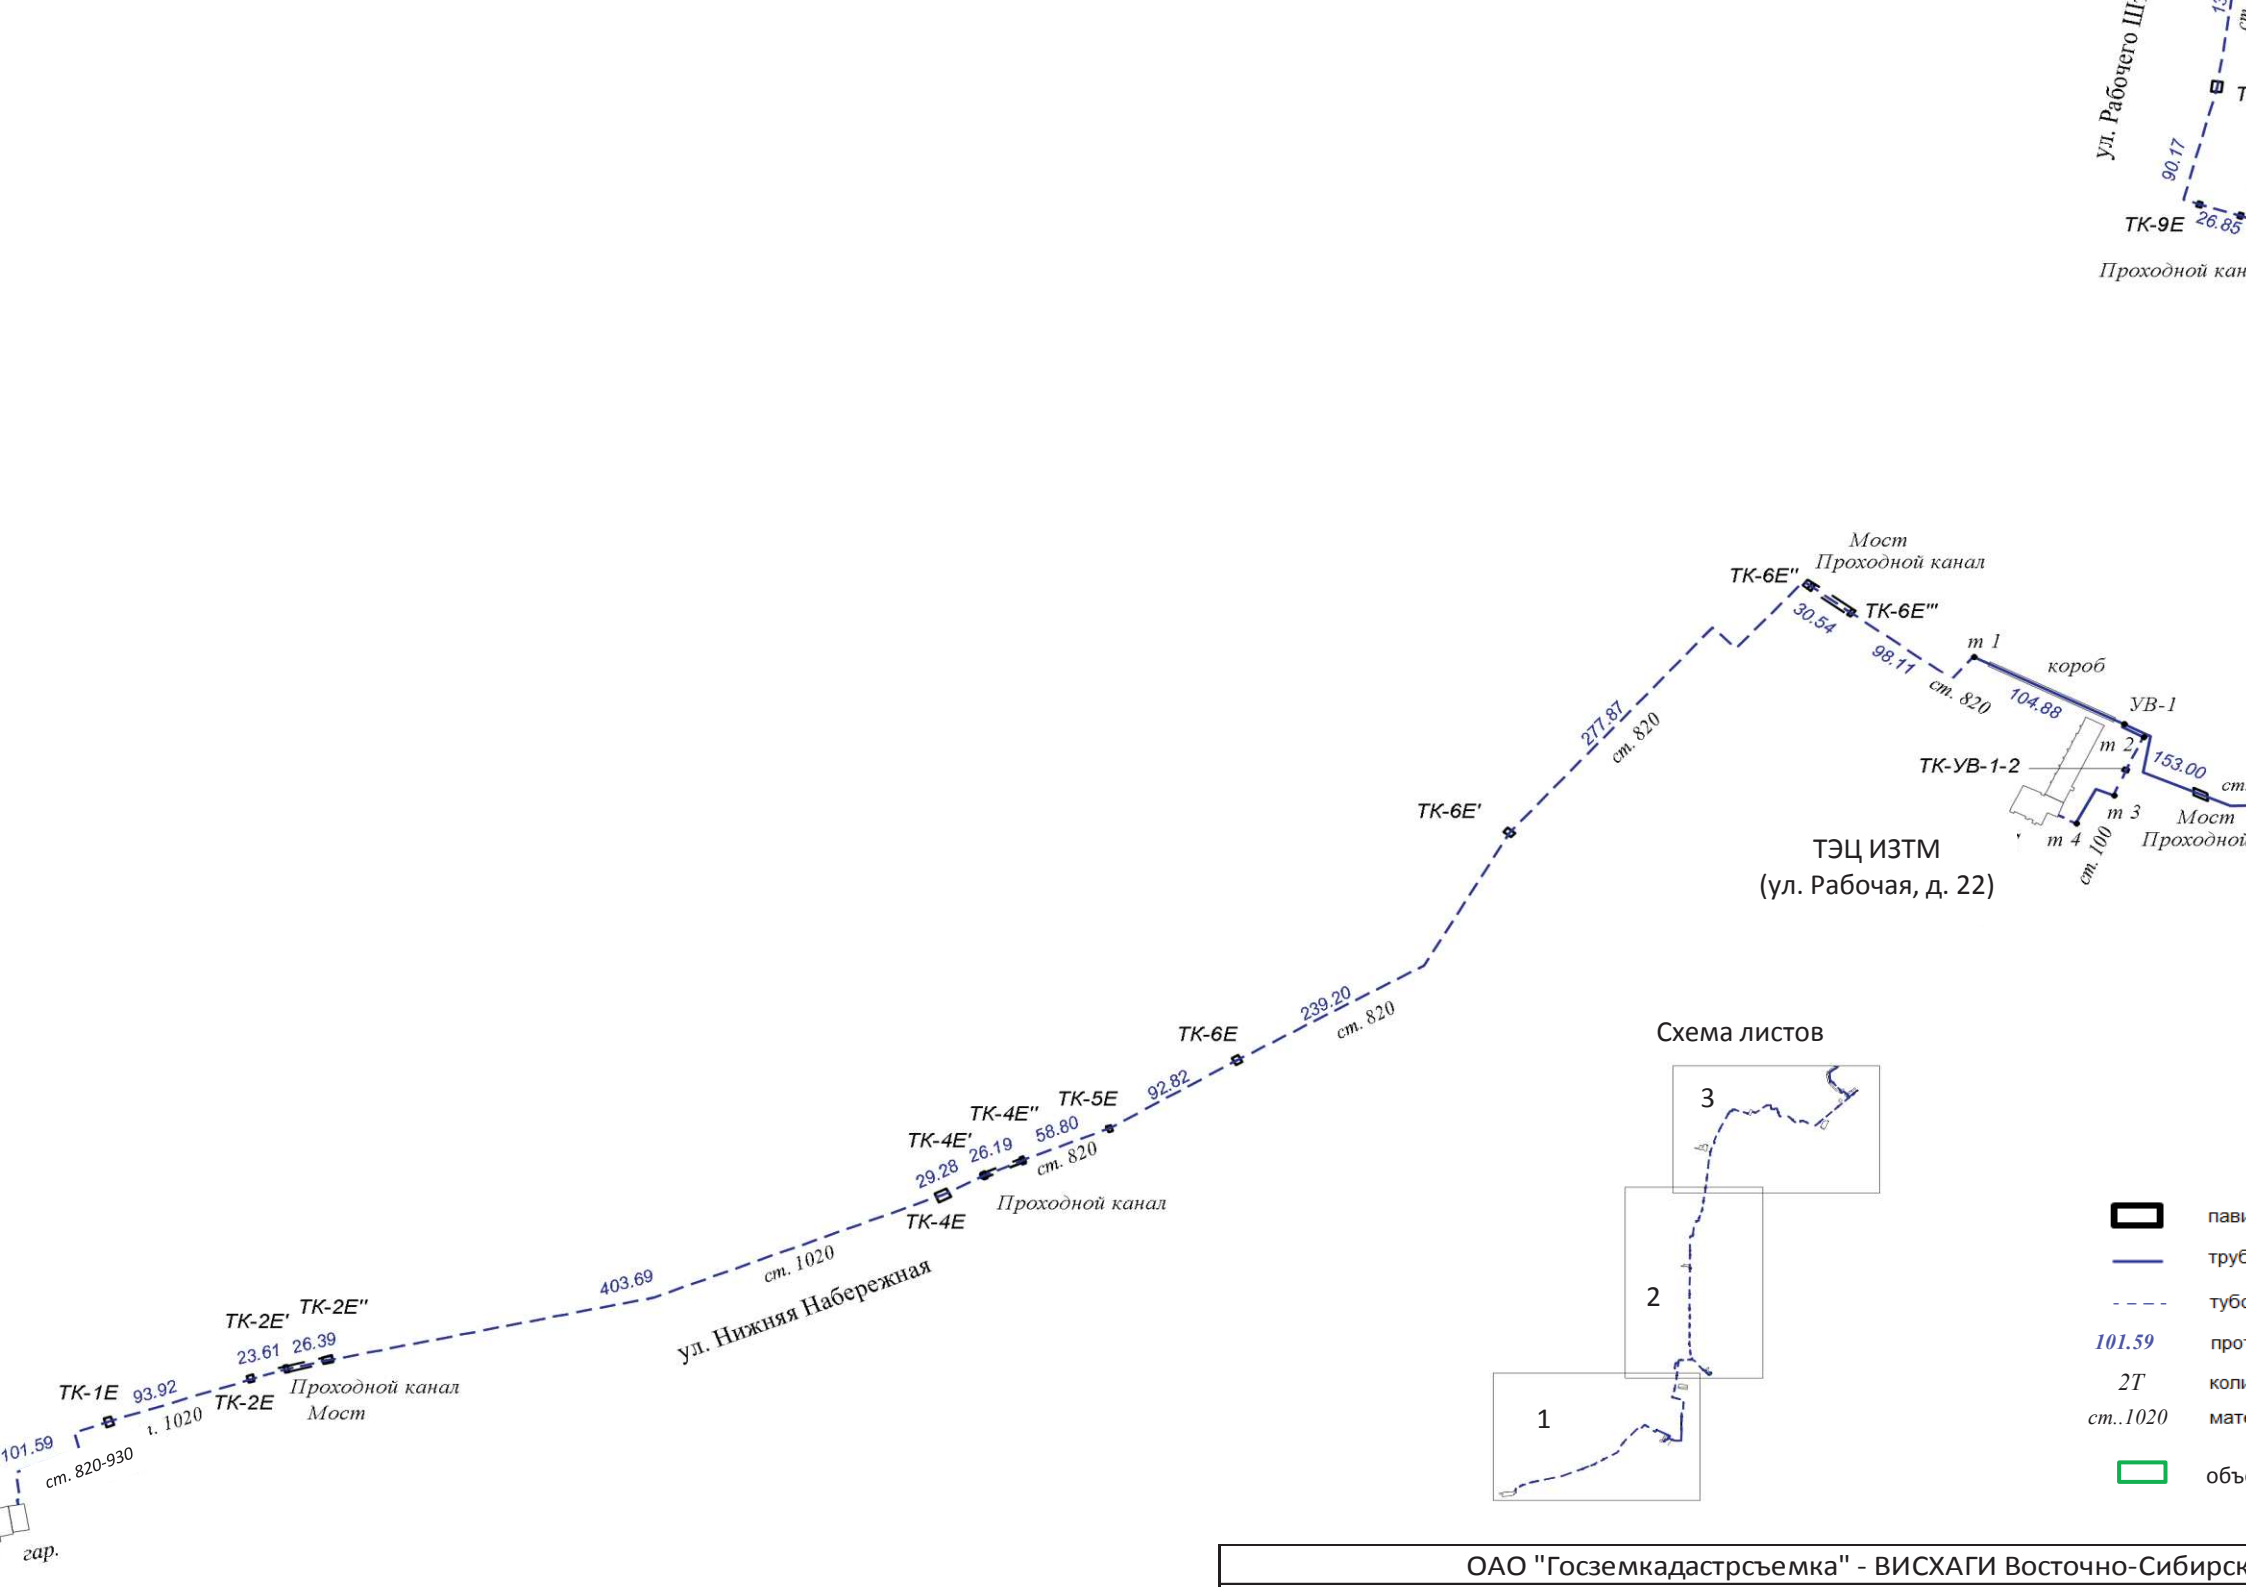 90.17
ТК-9Е
26.85
Проходной
ул. Рабочего
Мост
Проходной канал
ТК-6Е"
ТК-6Е'"
30.54
98.11
ст. 820
т 1
короб
104.88
УВ-1
т 2
153.00
ТК-УВ-1-2
т 3
Мост
Проходной
т 4
ст. 100
ТЭЦ ИЗТМ
(ул. Рабочая, д. 22)
277.87
ст. 820
ТК-6Е'
239.20
ст. 820
ТК-6Е
92.82
ТК-5Е
58.80
ст. 820
ТК-4Е"
26.19
ТК-4Е'
29.28
Проходной канал
ТК-4Е
ст. 1020
ул. Нижняя Набережная
403.69
ТК-2Е"
ТК-2Е'
23.61
26.39
Проходной канал
Мост
ТК-2Е
ТК-1Е
93.92
1020
101.59
ст. 820-930
гар.
Схема листов
3
2
1
101.59
2Т
ст..1020
ОАО "Госземкадастрсъемка" - ВИСХАГИ